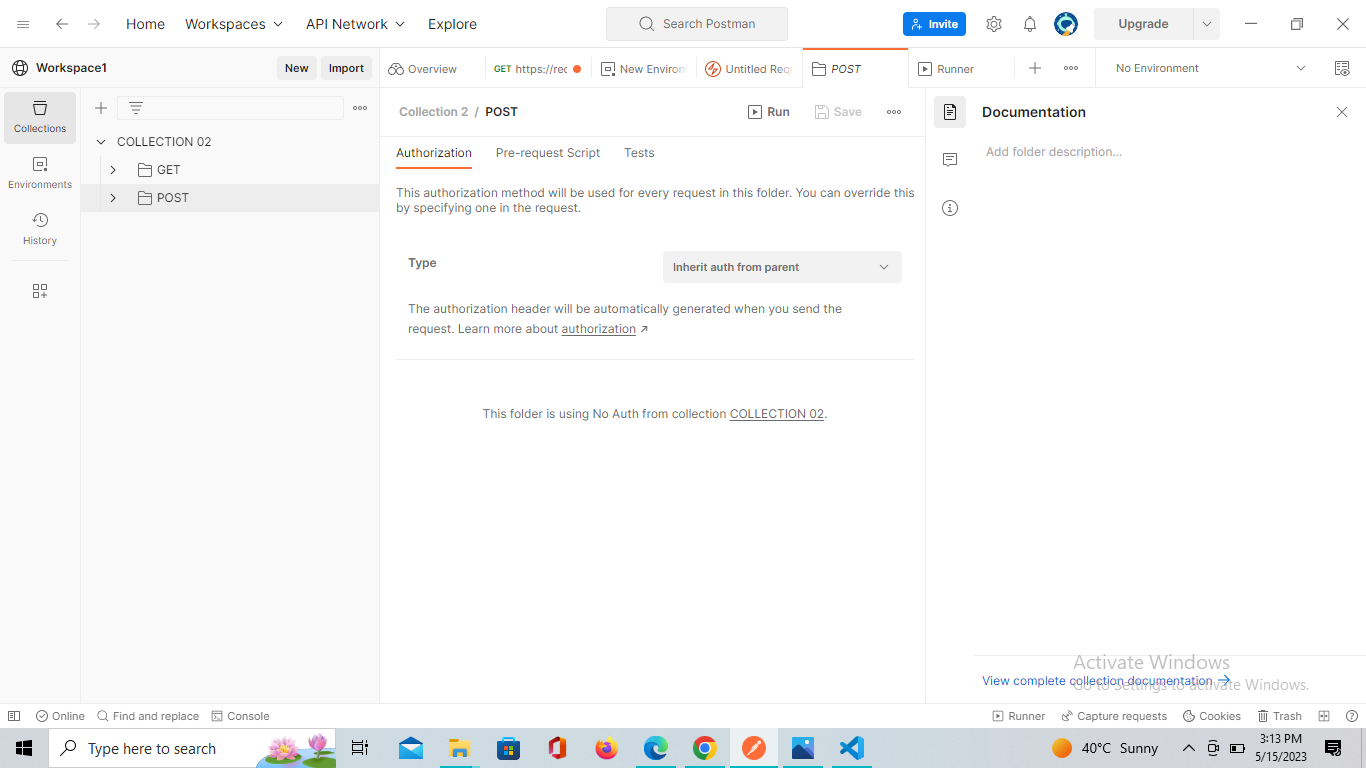 Home Workspaces API Network Explore Search Postman Invite Upgrade
Workspace1 New Import Overview GET https://rec New Environ Untitled Req POST Runner No Environment
Collections
Environments
History
COLLECTION 02
GET
POST
Collection 2 / POST Run Save
Authorization Pre-request Script Tests
This authorization method will be used for every request in this folder. You can override this
by specifying one in the request.
Type Inherit auth from parent
The authorization header will be automatically generated when you send the
request. Learn more about authorization ↗
This folder is using No Auth from collection COLLECTION 02.
Documentation
Add folder description...
Activate Windows
View complete collection documentation →
Go to Settings to activate Windows.
Online Find and replace Console Runner Capture requests Cookies Trash
Type here to search 40°C Sunny 3:13 PM
5/15/2023